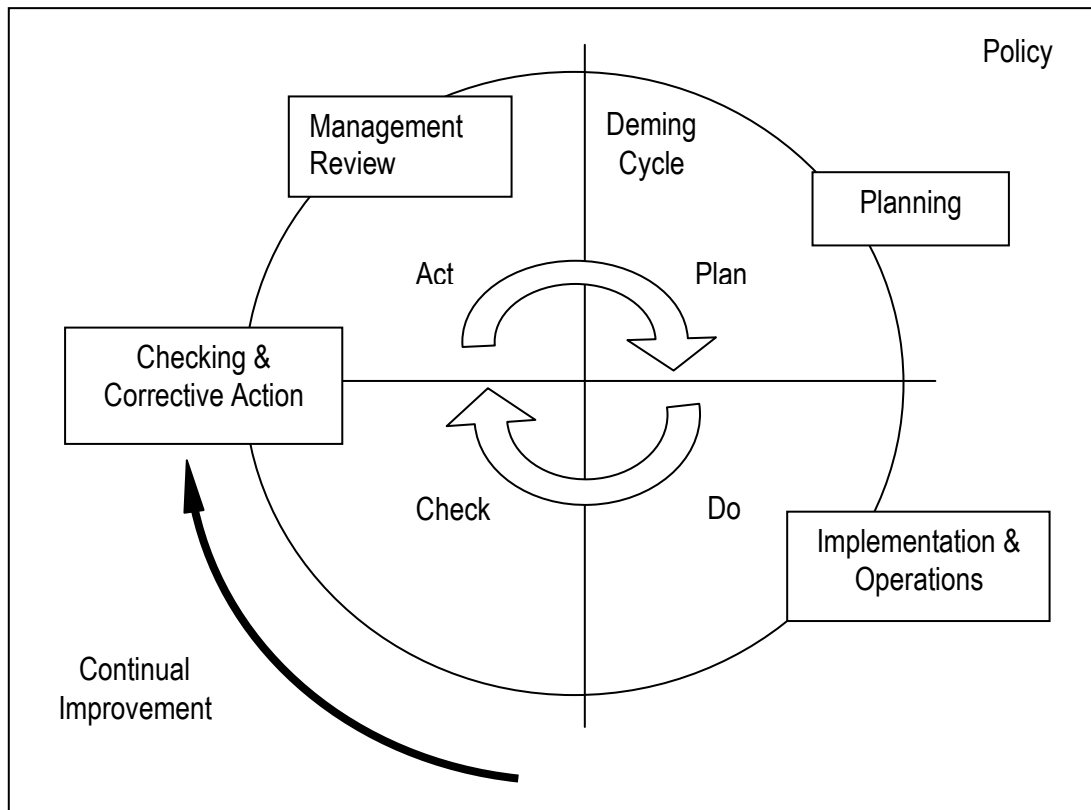 Policy
Management
Review
Deming
Cycle
Planning
Act
Plan
Checking &
Corrective Action
Check
Do
Implementation &
Operations
Continual
Improvement